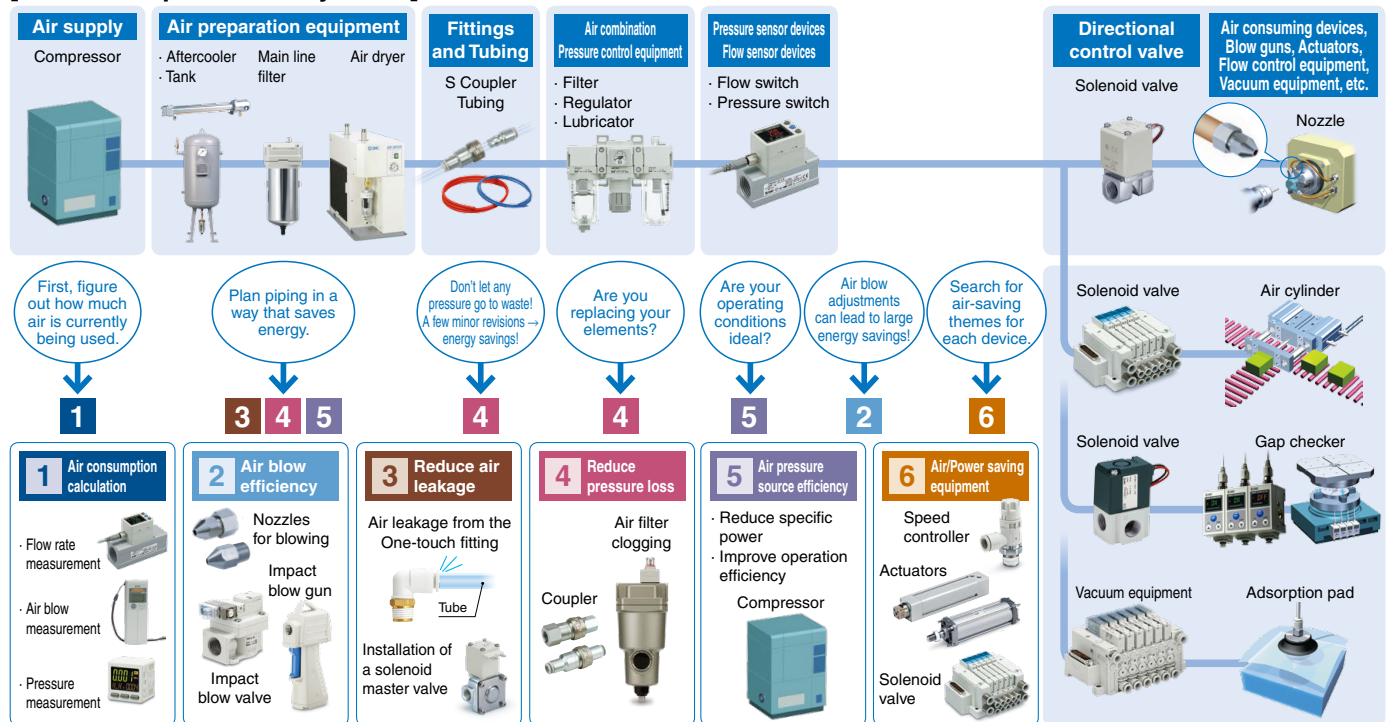 Air supply
Compressor
Air preparation equipment
· Aftercooler
· Tank
Main line
filter
Air dryer
Fittings
and Tubing
S Coupler
Tubing
Air combination
Pressure control equipment
· Filter
· Regulator
· Lubricator
Pressure sensor devices
Flow sensor devices
· Flow switch
· Pressure switch
Directional
control valve
Solenoid valve
Air consuming devices,
Blow guns, Actuators,
Flow control equipment,
Vacuum equipment, etc.
Nozzle
First, figure
out how much
air is currently
being used.
Plan piping in a
way that saves
energy.
Don't let any
pressure go to waste!
A few minor revisions →
energy savings!
Are you
replacing your
elements?
Are your
operating
conditions
ideal?
Air blow
adjustments
can lead to large
energy savings!
Search for
air-saving
themes for
each device.
1
3 4 5
4
4
5
2
6
Solenoid valve
Air cylinder
Solenoid valve
Gap checker
Vacuum equipment
Adsorption pad
1 Air consumption
calculation
· Flow rate
measurement
· Air blow
measurement
· Pressure
measurement
2 Air blow
efficiency
Nozzles
for blowing
Impact
blow gun
Impact
blow valve
3 Reduce air
leakage
Air leakage from the
One-touch fitting
Tube
Installation of
a solenoid
master valve
4 Reduce
pressure loss
Air filter
clogging
Coupler
5 Air pressure
source efficiency
· Reduce specific
power
· Improve operation
efficiency
Compressor
6 Air/Power saving
equipment
Speed
controller
Actuators
Solenoid
valve